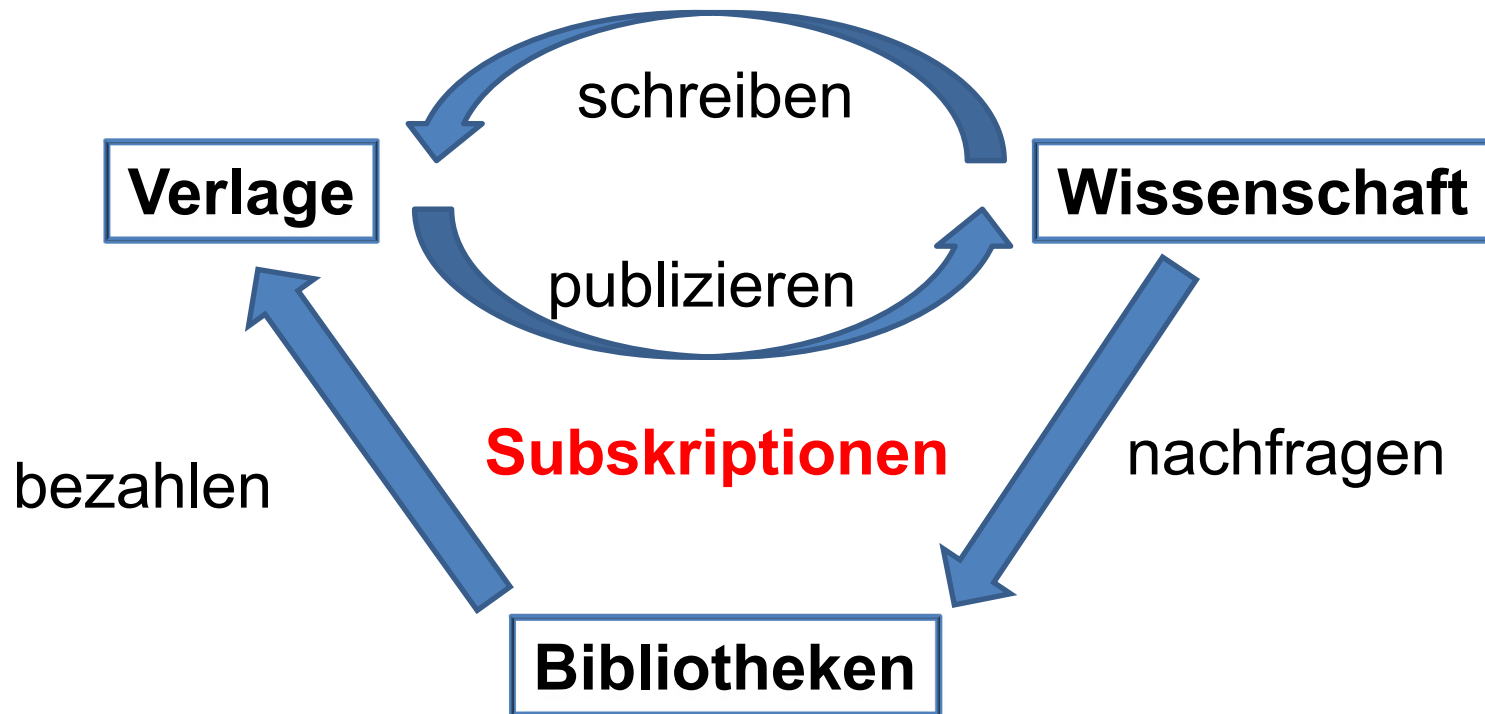 schreiben
Verlage
Wissenschaft
publizieren
Subskriptionen
nachfragen
bezahlen
Bibliotheken